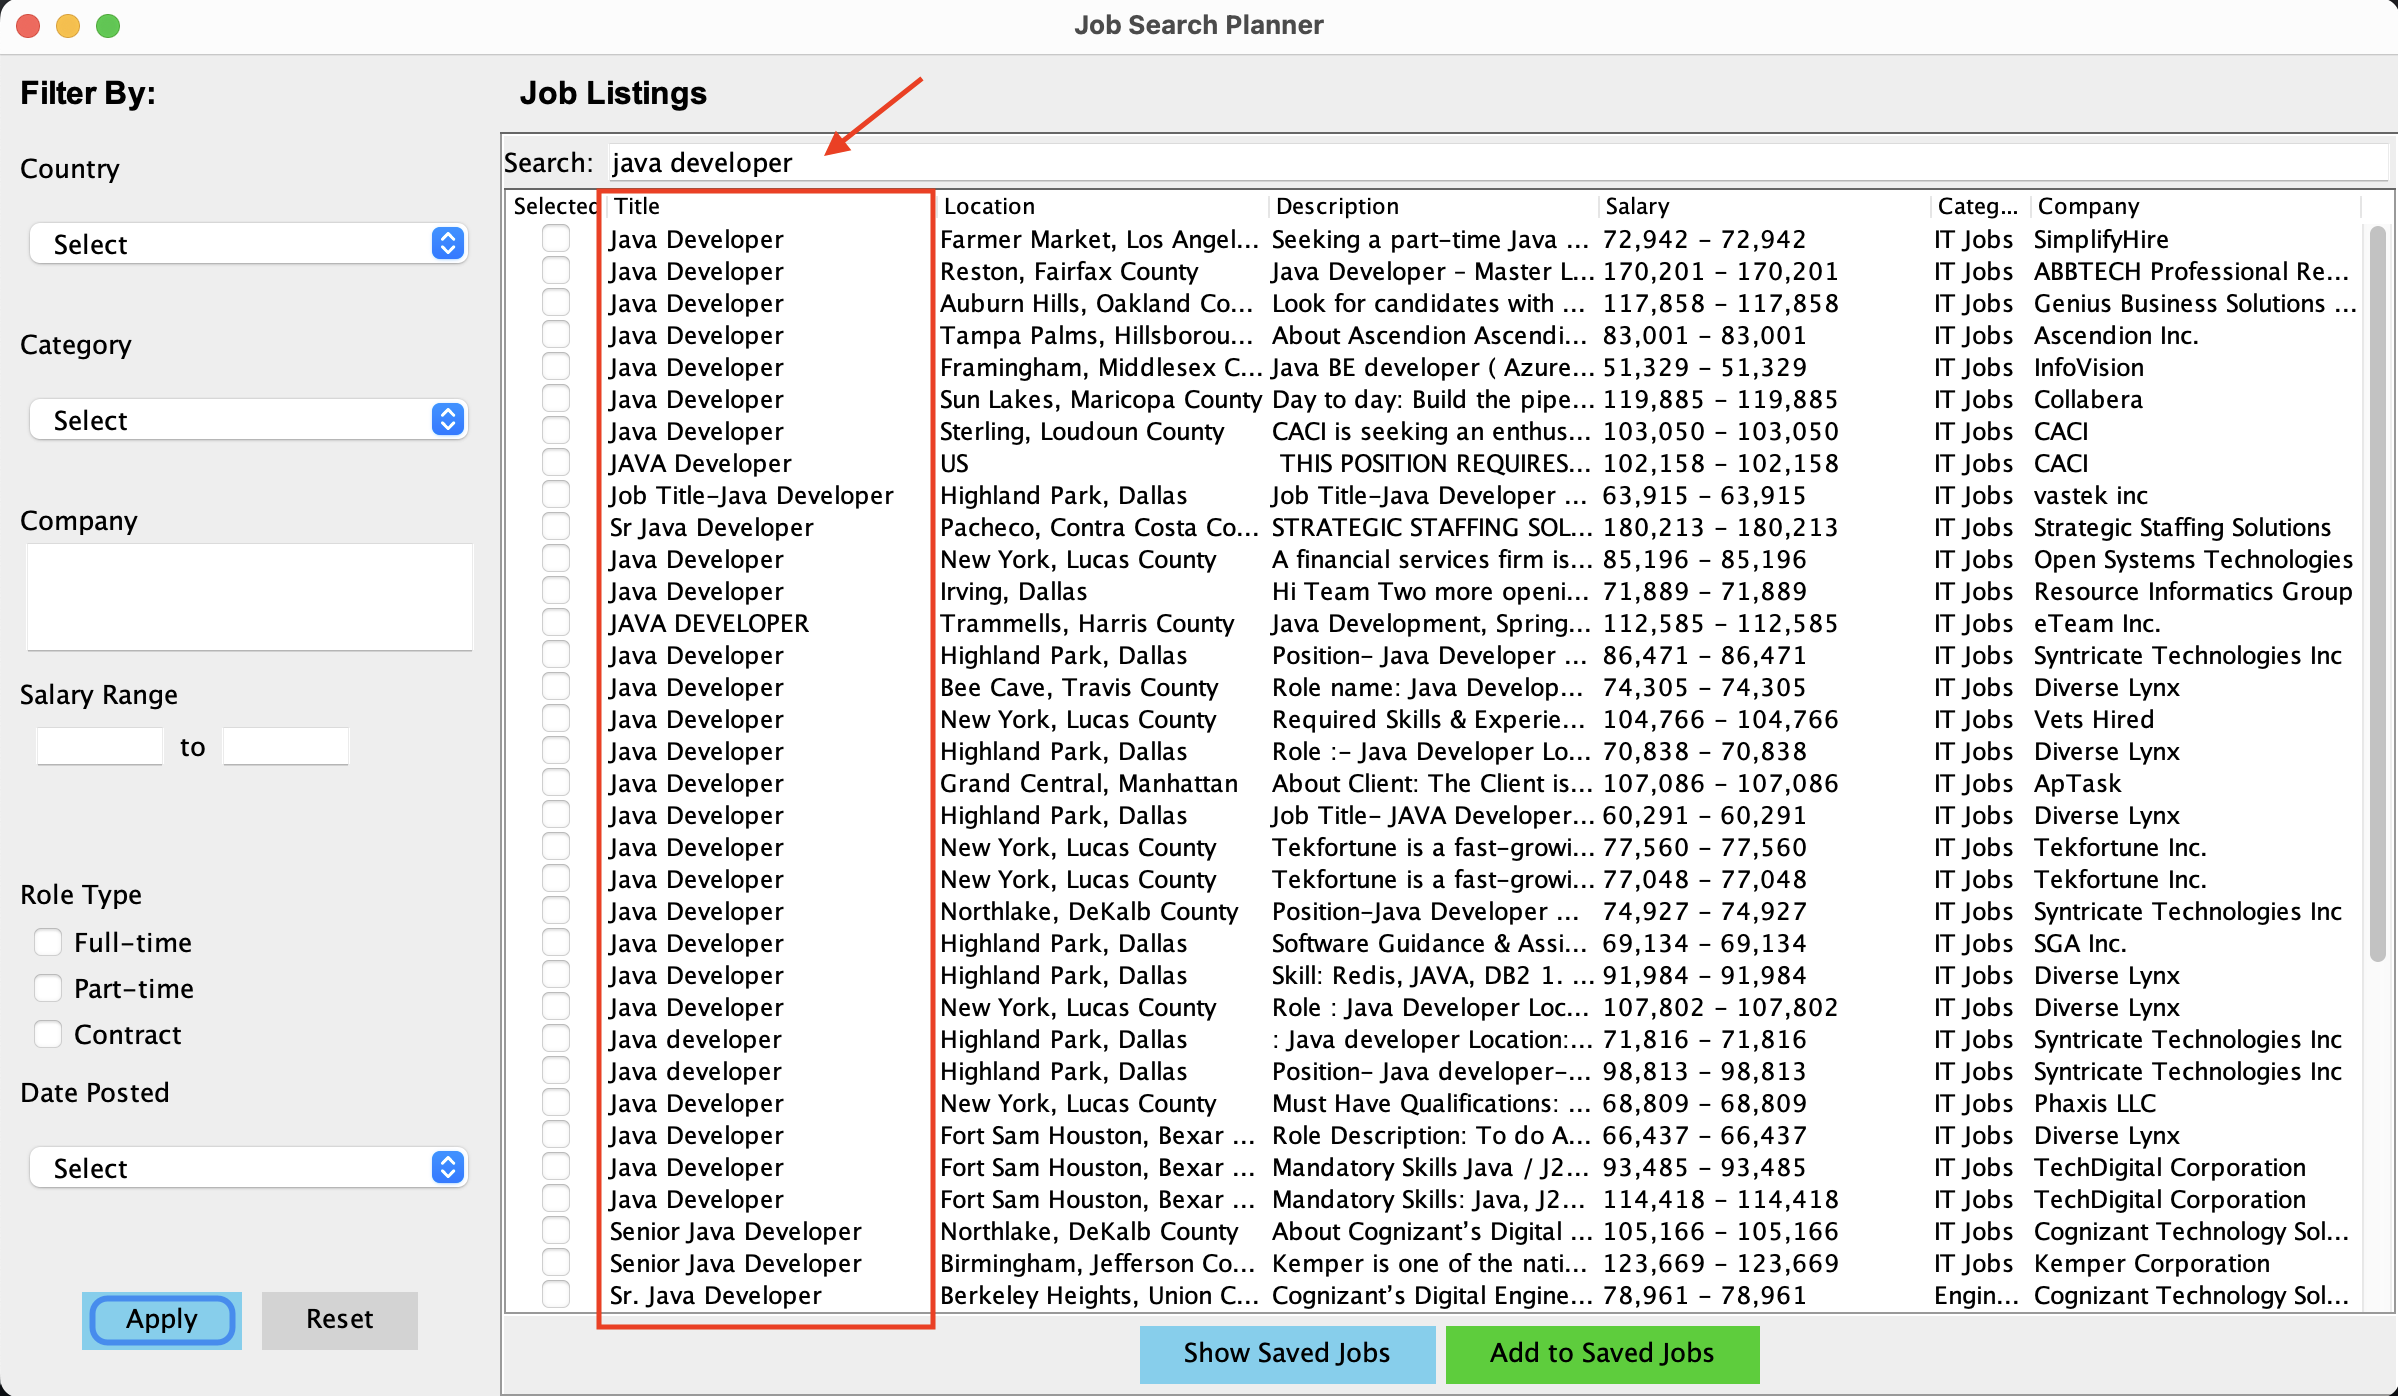 Job Search Planner
Filter By:
Country
Select
Category
Select
Company
Salary Range
to
Role Type
Full-time
Part-time
Contract
Date Posted
Select
Apply Reset
Job Listings
Search: java developer
Selected Title Location Description Salary Categ... Company
Java Developer Farmer Market, Los Angel... Seeking a part-time Java ... 72,942 - 72,942 IT Jobs SimplifyHire
Java Developer Reston, Fairfax County Java Developer - Master L... 170,201 - 170,201 IT Jobs ABBTECH Professional Re...
Java Developer Auburn Hills, Oakland Co... Look for candidates with ... 117,858 - 117,858 IT Jobs Genius Business Solutions ...
Java Developer Tampa Palms, Hillsborou... About Ascendion Ascendi... 83,001 - 83,001 IT Jobs Ascendion Inc.
Java Developer Framingham, Middlesex C... Java BE developer ( Azure... 51,329 - 51,329 IT Jobs InfoVision
Java Developer Sun Lakes, Maricopa County Day to day: Build the pipe... 119,885 - 119,885 IT Jobs Collabera
Java Developer Sterling, Loudoun County CACI is seeking an enthus... 103,050 - 103,050 IT Jobs CACI
JAVA Developer US THIS POSITION REQUIRES... 102,158 - 102,158 IT Jobs CACI
Job Title-Java Developer Highland Park, Dallas Job Title-Java Developer ... 63,915 - 63,915 IT Jobs vastek inc
Sr Java Developer Pacheco, Contra Costa Co... STRATEGIC STAFFING SOL... 180,213 - 180,213 IT Jobs Strategic Staffing Solutions
Java Developer New York, Lucas County A financial services firm is... 85,196 - 85,196 IT Jobs Open Systems Technologies
Java Developer Irving, Dallas Hi Team Two more openi... 71,889 - 71,889 IT Jobs Resource Informatics Group
JAVA DEVELOPER Trammells, Harris County Java Development, Spring... 112,585 - 112,585 IT Jobs eTeam Inc.
Java Developer Highland Park, Dallas Position- Java Developer ... 86,471 - 86,471 IT Jobs Syntricate Technologies Inc
Java Developer Bee Cave, Travis County Role name: Java Develop... 74,305 - 74,305 IT Jobs Diverse Lynx
Java Developer New York, Lucas County Required Skills & Experie... 104,766 - 104,766 IT Jobs Vets Hired
Java Developer Highland Park, Dallas Role :- Java Developer Lo... 70,838 - 70,838 IT Jobs Diverse Lynx
Java Developer Grand Central, Manhattan About Client: The Client is... 107,086 - 107,086 IT Jobs ApTask
Java Developer Highland Park, Dallas Job Title- JAVA Developer... 60,291 - 60,291 IT Jobs Diverse Lynx
Java Developer New York, Lucas County Tekfortune is a fast-growi... 77,560 - 77,560 IT Jobs Tekfortune Inc.
Java Developer New York, Lucas County Tekfortune is a fast-growi... 77,048 - 77,048 IT Jobs Tekfortune Inc.
Java Developer Northlake, DeKalb County Position-Java Developer ... 74,927 - 74,927 IT Jobs Syntricate Technologies Inc
Java Developer Highland Park, Dallas Software Guidance & Assi... 69,134 - 69,134 IT Jobs SGA Inc.
Java Developer Highland Park, Dallas Skill: Redis, JAVA, DB2 1. ... 91,984 - 91,984 IT Jobs Diverse Lynx
Java Developer New York, Lucas County Role : Java Developer Loc... 107,802 - 107,802 IT Jobs Diverse Lynx
Java developer Highland Park, Dallas : Java developer Location:... 71,816 - 71,816 IT Jobs Syntricate Technologies Inc
Java developer Highland Park, Dallas Position- Java developer-... 98,813 - 98,813 IT Jobs Syntricate Technologies Inc
Java Developer New York, Lucas County Must Have Qualifications: ... 68,809 - 68,809 IT Jobs Phaxis LLC
Java Developer Fort Sam Houston, Bexar ... Role Description: To do A... 66,437 - 66,437 IT Jobs Diverse Lynx
Java Developer Fort Sam Houston, Bexar ... Mandatory Skills Java / J2... 93,485 - 93,485 IT Jobs TechDigital Corporation
Java Developer Fort Sam Houston, Bexar ... Mandatory Skills: Java, J2... 114,418 - 114,418 IT Jobs TechDigital Corporation
Senior Java Developer Northlake, DeKalb County About Cognizant's Digital ... 105,166 - 105,166 IT Jobs Cognizant Technology Sol...
Senior Java Developer Birmingham, Jefferson Co... Kemper is one of the nati... 123,669 - 123,669 IT Jobs Kemper Corporation
Sr. Java Developer Berkeley Heights, Union C... Cognizant's Digital Engine... 78,961 - 78,961 Engin... Cognizant Technology Sol...
Show Saved Jobs Add to Saved Jobs